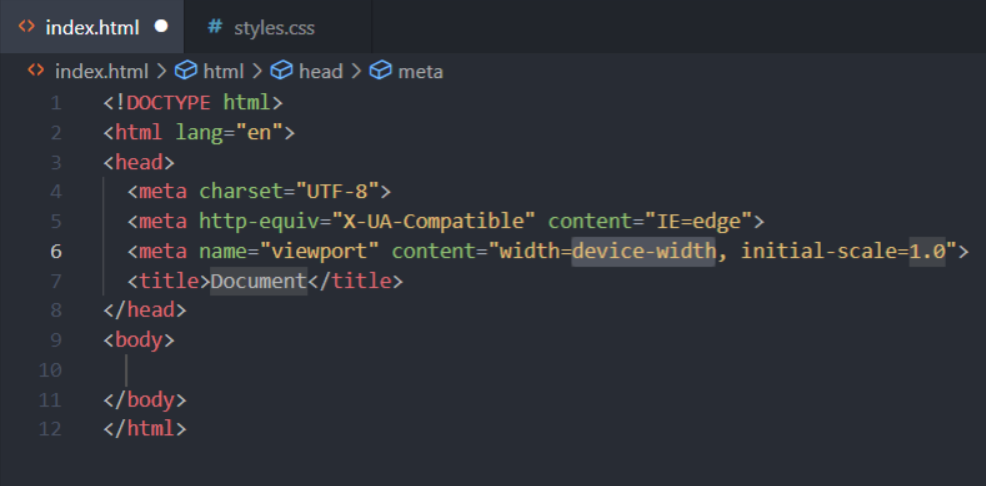 index.html styles.css
index.html > html > head > meta
1 <!DOCTYPE html>
2 <html lang="en">
3 <head>
4 <meta charset="UTF-8">
5 <meta http-equiv="X-UA-Compatible" content="IE=edge">
6 <meta name="viewport" content="width=device-width, initial-scale=1.0">
7 <title>Document</title>
8 </head>
9 <body>
10
11 </body>
12 </html>